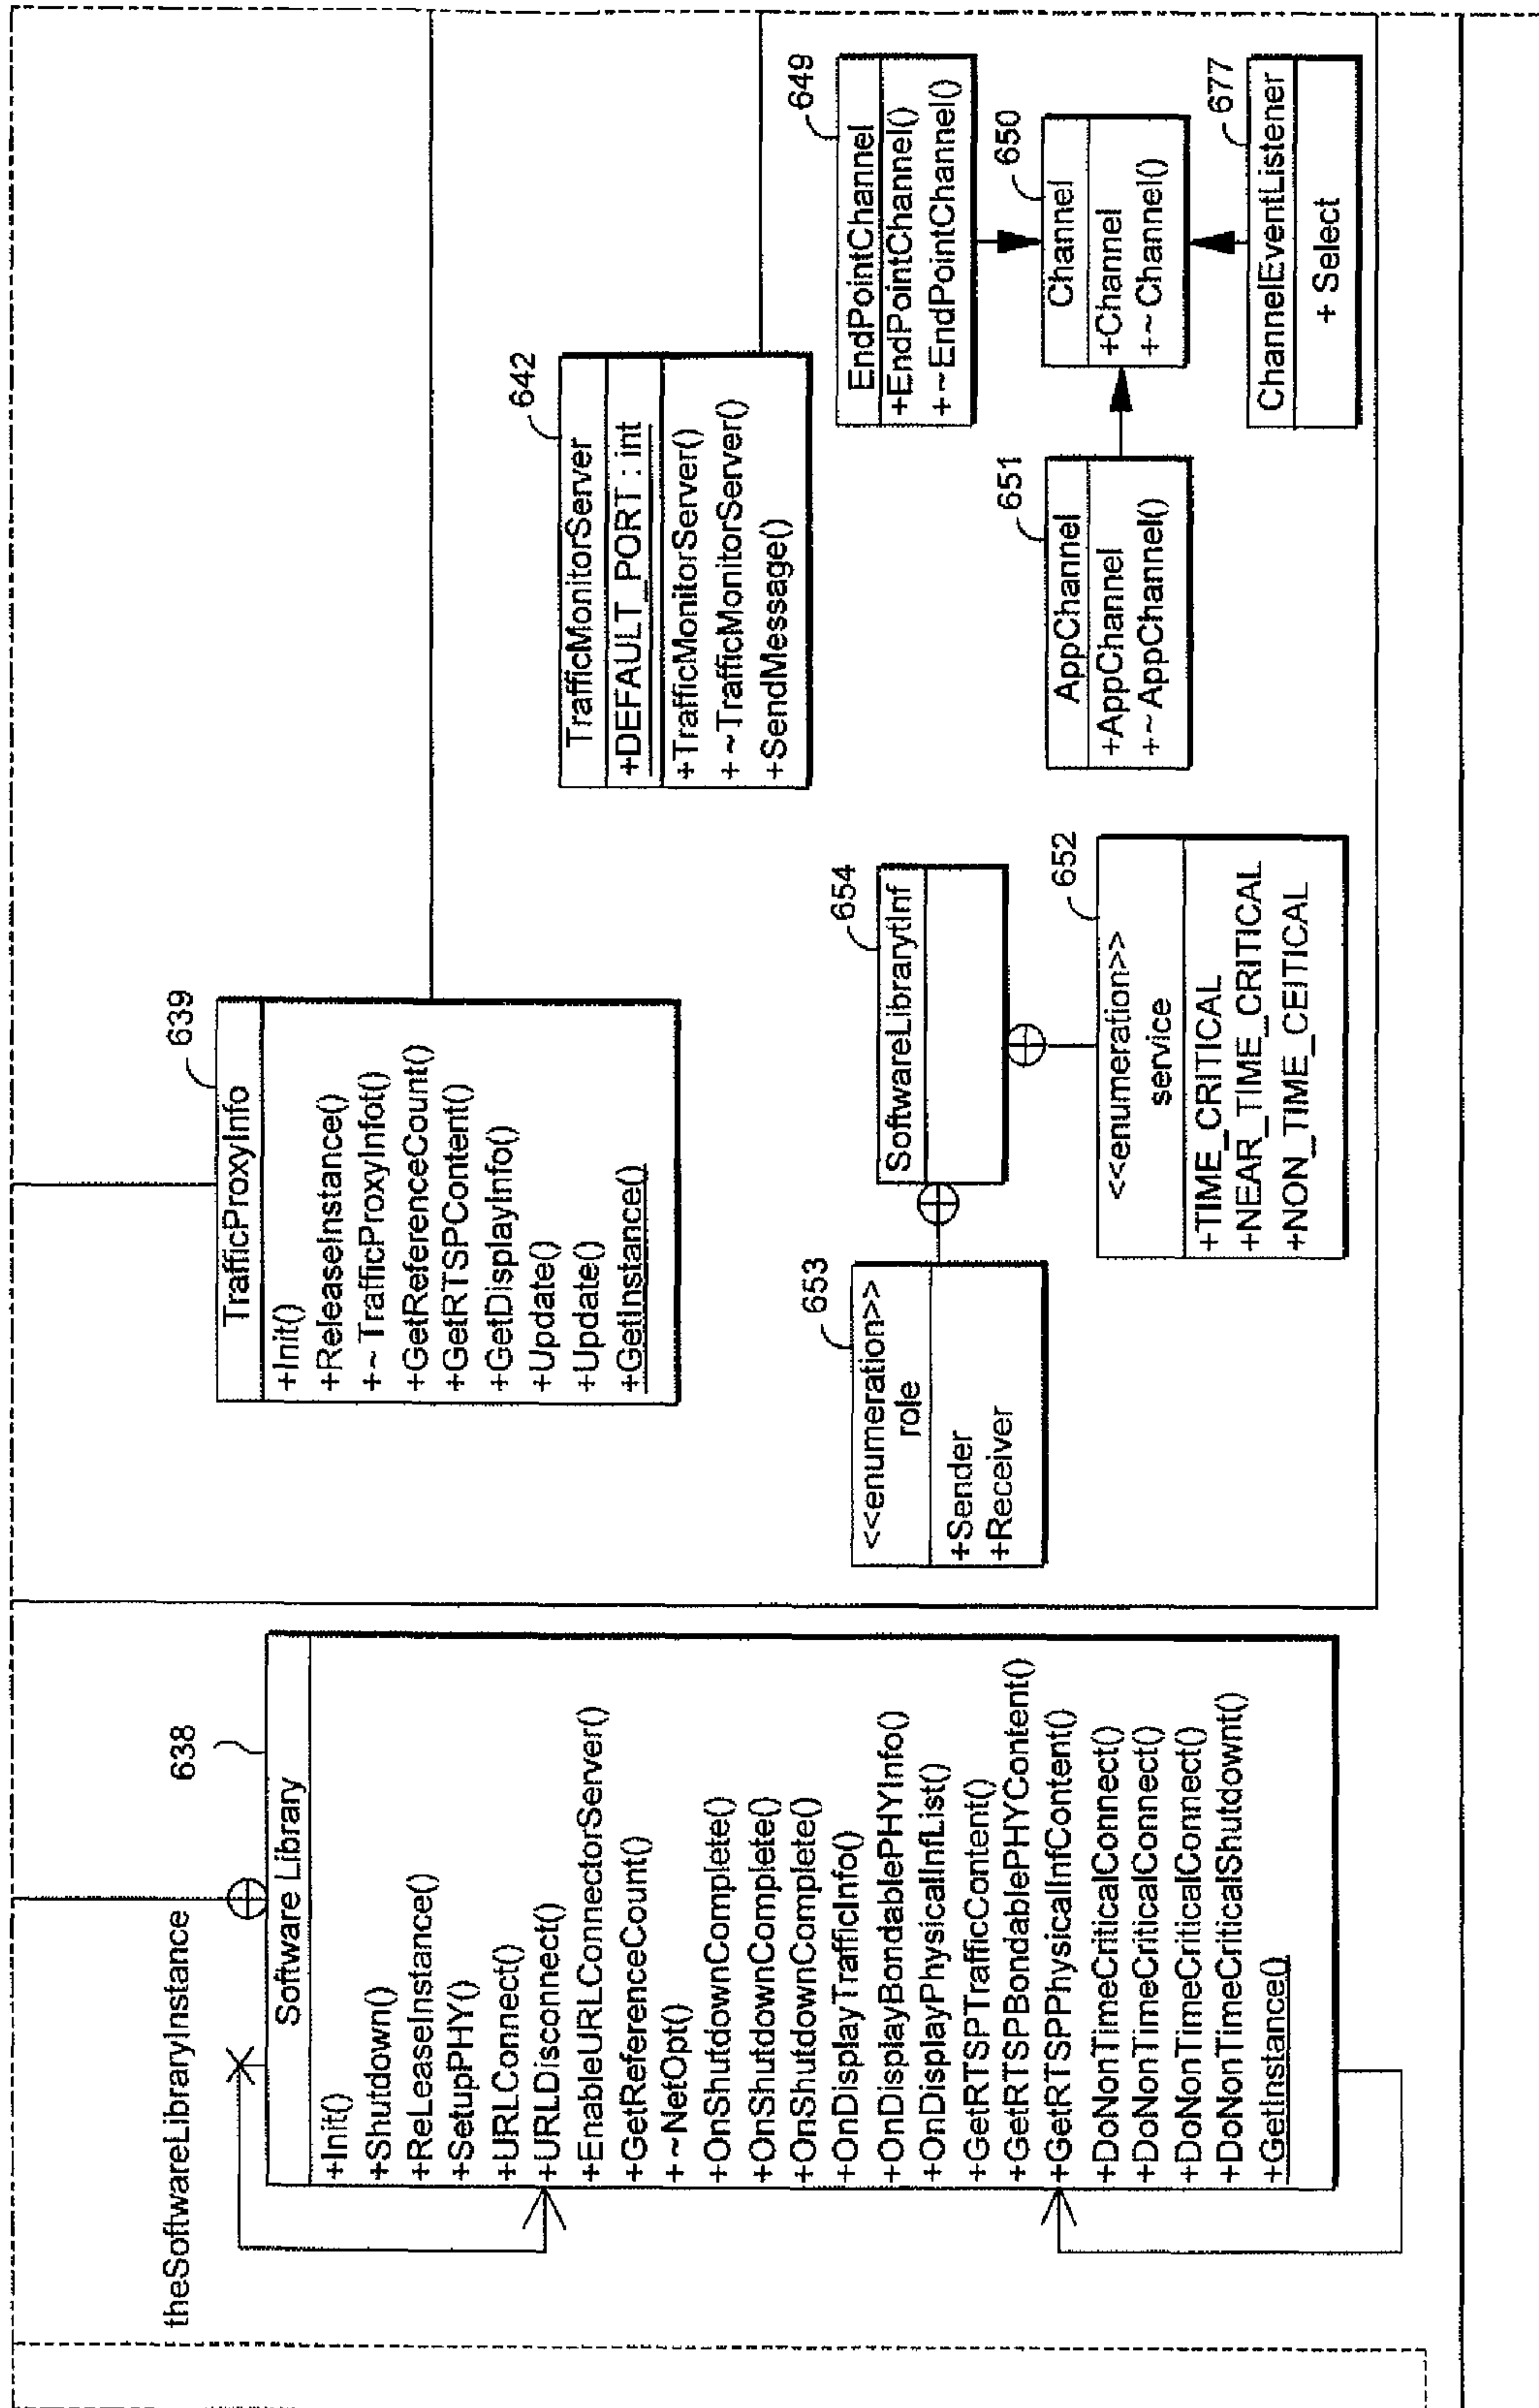 theSoftwareLibraryInstance
638
Software Library
+Init()
+Shutdown()
+ReLeaseInstance()
+SetupPHY()
+URLConnect()
+URLDisconnect()
+EnableURLConnectorServer()
+GetReferenceCount()
+~NetOpt()
+OnShutdownComplete()
+OnShutdownComplete()
+OnShutdownComplete()
+OnDisplayTrafficInfo()
+OnDisplayBondablePHYInfo()
+OnDisplayPhysicalInfList()
+GetRTSPTrafficContent()
+GetRTSPBondablePHYContent()
+GetRTSPPhysicalInfContent()
+DoNonTimeCriticalConnect()
+DoNonTimeCriticalConnect()
+DoNonTimeCriticalConnect()
+DoNonTimeCriticalShutdownt()
+GetInstance()
639
TrafficProxyInfo
+Init()
+ReleaseInstance()
+~TrafficProxyInfot()
+GetReferenceCount()
+GetRTSPContent()
+GetDisplayInfo()
+Update()
+Update()
+GetInstance()
642
TrafficMonitorServer
+DEFAULT_PORT : int
+TrafficMonitorServer()
+~TrafficMonitorServer()
+SendMessage()
653
<<enumeration>>
role
+Sender
+Receiver
654
SoftwareLibrarytInf
652
<<enumeration>>
service
+TIME_CRITICAL
+NEAR_TIME_CRITICAL
+NON_TIME_CEITICAL
649
EndPointChannel
+EndPointChannel()
+~EndPointChannel()
651
AppChannel
+AppChannel
+~AppChannel()
650
Channel
+Channel
+~Channel()
677
ChannelEventListener
+ Select